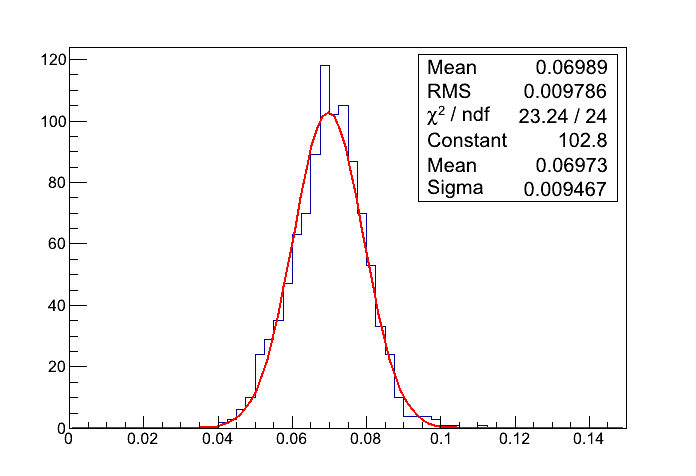 120
100
80
60
40
20
0
0 0.02 0.04 0.06 0.08 0.1 0.12 0.14
Mean 0.06989
RMS 0.009786
χ² / ndf 23.24 / 24
Constant 102.8
Mean 0.06973
Sigma 0.009467